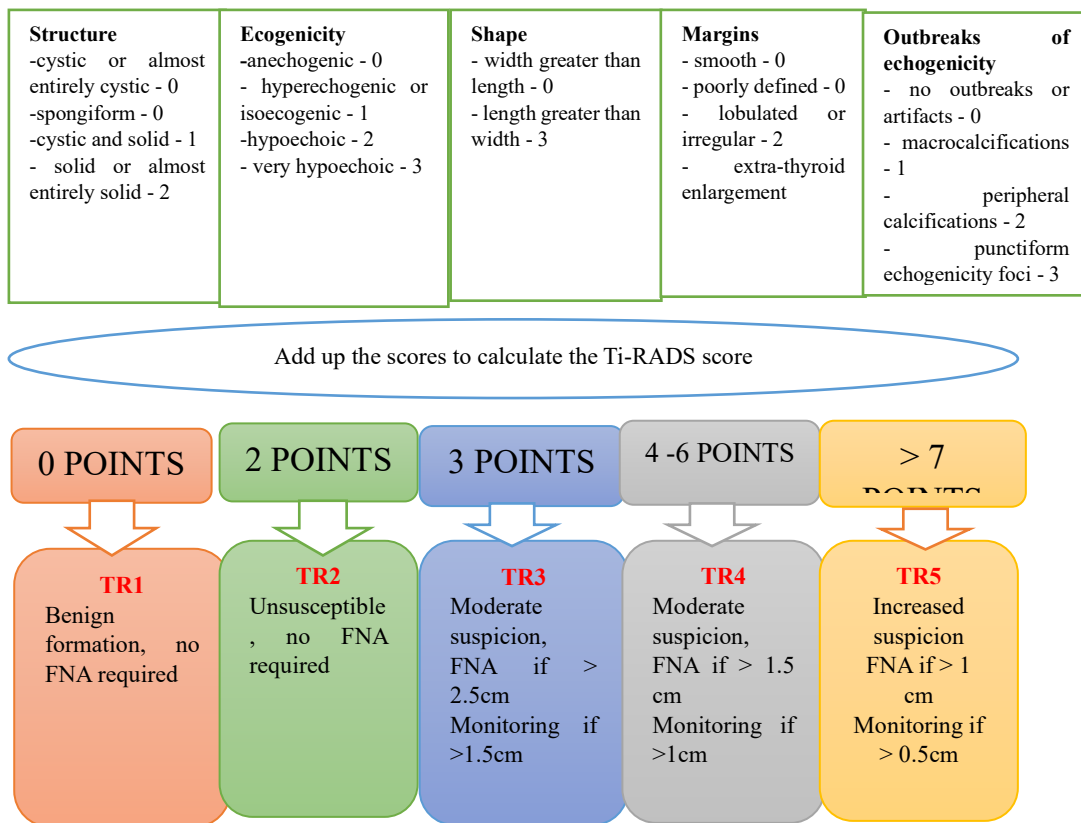 Structure
-cystic or almost
entirely cystic - 0
-spongiform - 0
-cystic and solid - 1
- solid or almost
entirely solid - 2
Ecogenicity
-anechogenic - 0
- hyperechogenic or
isoecogenic - 1
-hypoechoic - 2
- very hypoechoic - 3
Shape
- width greater than
length - 0
- length greater than
width - 3
Margins
- smooth - 0
- poorly defined - 0
- lobulated or
irregular - 2
- extra-thyroid
enlargement
Outbreaks of
echogenicity
- no outbreaks or
artifacts - 0
- macrocalcifications
- 1
- peripheral
calcifications - 2
- punctiform
echogenicity foci - 3
Add up the scores to calculate the Ti-RADS score
0 POINTS
2 POINTS
3 POINTS
4 -6 POINTS
> 7
POINTS
TR1
Benign
formation, no
FNA required
TR2
Unsusceptible
, no FNA
required
TR3
Moderate
suspicion,
FNA if >
2.5cm
Monitoring if
>1.5cm
TR4
Moderate
suspicion,
FNA if > 1.5
cm
Monitoring if
>1cm
TR5
Increased
suspicion
FNA if > 1
cm
Monitoring if
> 0.5cm